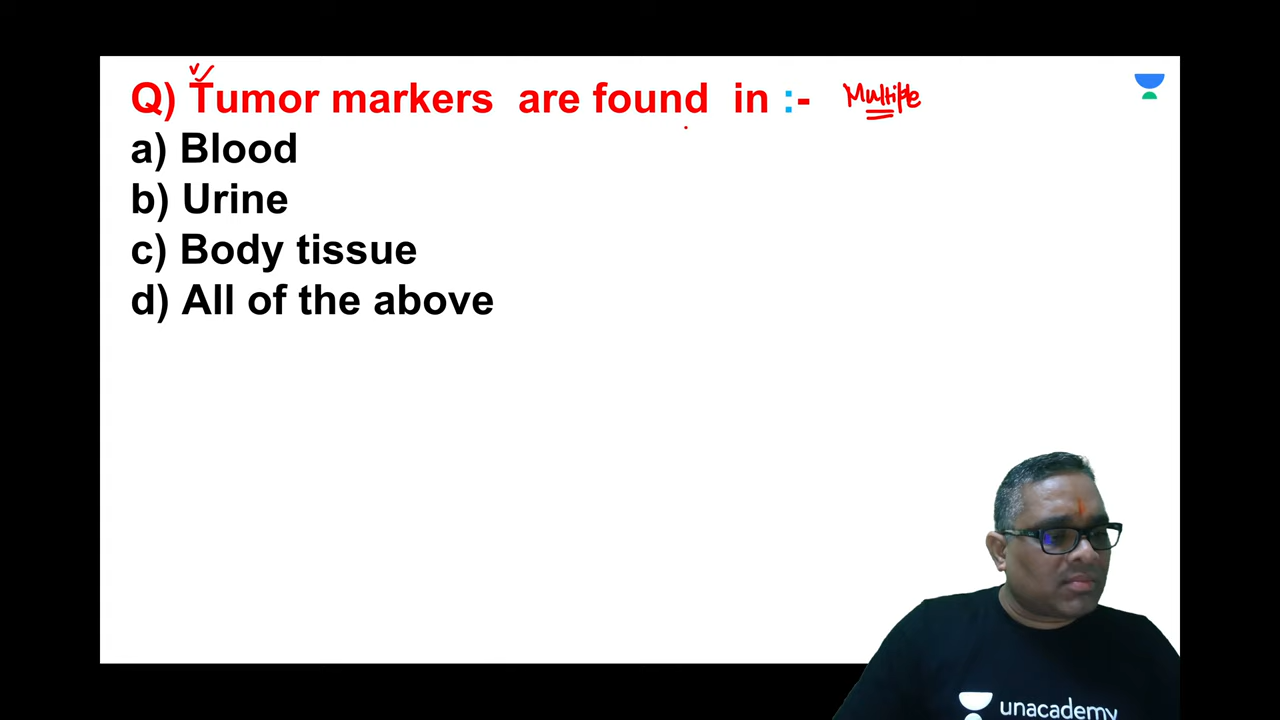 Q) Tumor markers are found in :- Multiple
a) Blood
b) Urine
c) Body tissue
d) All of the above
unacademy